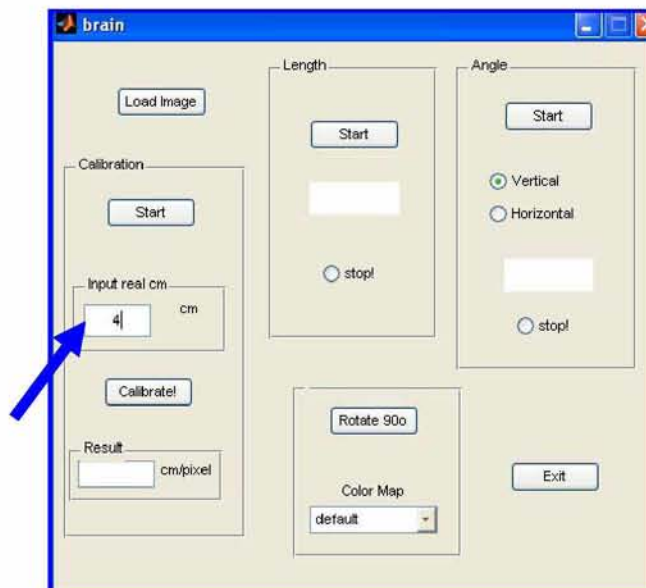 brain
Load Image
Calibration
Start
Input real cm
4
cm
Calibrate!
Result
cm/pixel
Length
Start
stop!
Angle
Start
Vertical
Horizontal
stop!
Rotate 90o
Color Map
default
Exit